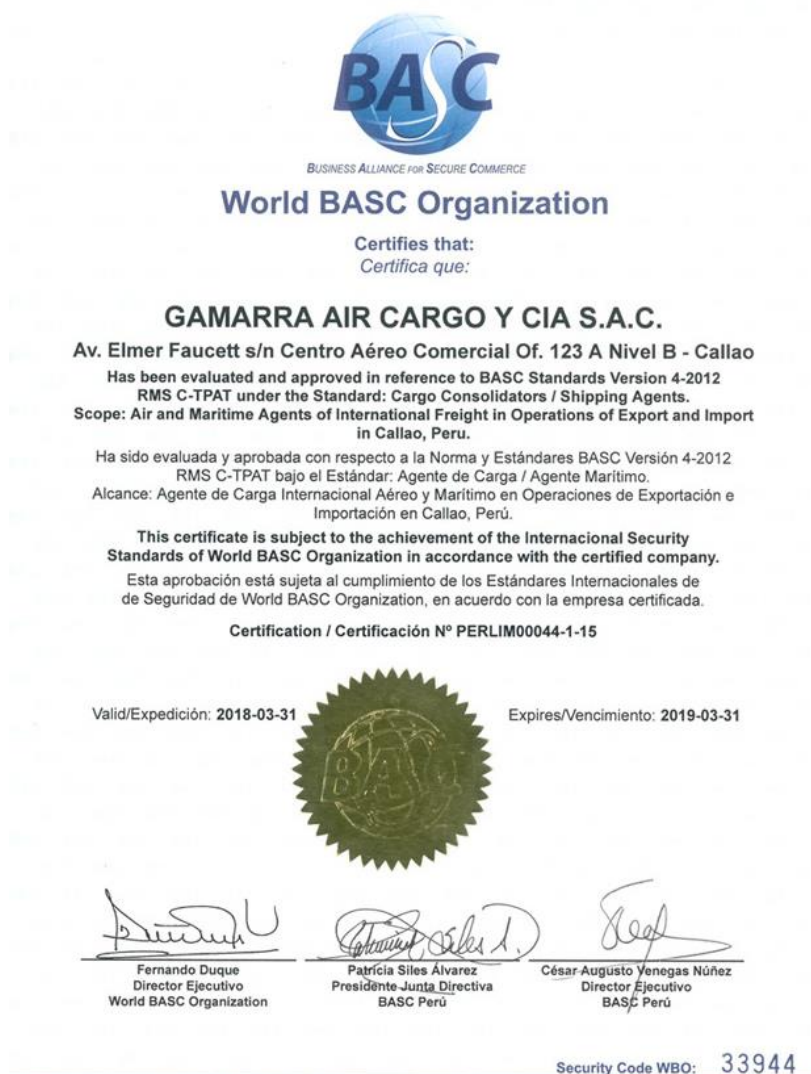 BASC
BUSINESS ALLIANCE FOR SECURE COMMERCE
World BASC Organization
Certifies that:
Certifica que:
GAMARRA AIR CARGO Y CIA S.A.C.
Av. Elmer Faucett s/n Centro Aéreo Comercial Of. 123 A Nivel B - Callao
Has been evaluated and approved in reference to BASC Standards Version 4-2012
RMS C-TPAT under the Standard: Cargo Consolidators / Shipping Agents.
Scope: Air and Maritime Agents of International Freight in Operations of Export and Import
in Callao, Peru.
Ha sido evaluada y aprobada con respecto a la Norma y Estándares BASC Versión 4-2012
RMS C-TPAT bajo el Estándar: Agente de Carga / Agente Marítimo.
Alcance: Agente de Carga Internacional Aéreo y Marítimo en Operaciones de Exportación e
Importación en Callao, Perú.
This certificate is subject to the achievement of the Internacional Security
Standards of World BASC Organization in accordance with the certified company.
Esta aprobación está sujeta al cumplimiento de los Estándares Internacionales de
de Seguridad de World BASC Organization, en acuerdo con la empresa certificada.
Certification / Certificación Nº PERLIM00044-1-15
Valid/Expedición: 2018-03-31
Expires/Vencimiento: 2019-03-31
BASC
Fernando Duque
Director Ejecutivo
World BASC Organization
Patricia Siles Álvarez
Presidente Junta Directiva
BASC Perú
César Augusto Venegas Núñez
Director Ejecutivo
BASC Perú
Security Code WBO: 33944